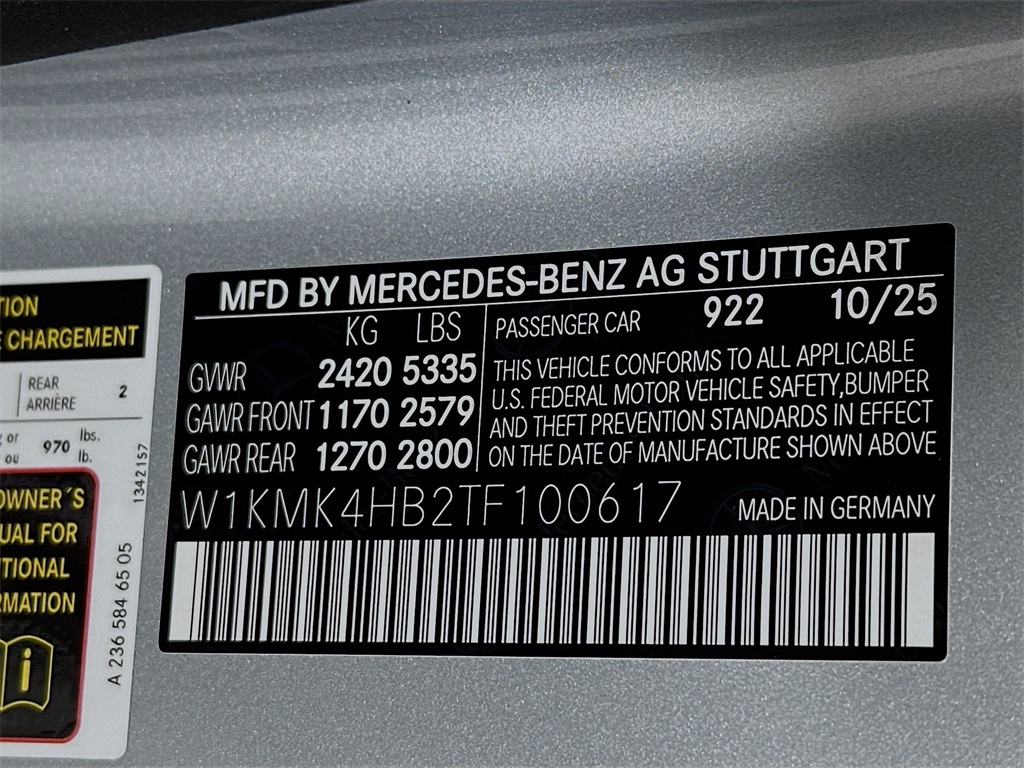 TION
E CHARGEMENT
REAR
ARRIÈRE
2
g or
ou
970
lbs.
lb.
1342157
OWNER´S
UAL FOR
TIONAL
RMATION
i
A 236 584 65 05
MFD BY MERCEDES-BENZ AG STUTTGART
KG LBS
GVWR 2420 5335
GAWR FRONT 1170 2579
GAWR REAR 1270 2800
PASSENGER CAR 922 10/25
THIS VEHICLE CONFORMS TO ALL APPLICABLE
U.S. FEDERAL MOTOR VEHICLE SAFETY,BUMPER
AND THEFT PREVENTION STANDARDS IN EFFECT
ON THE DATE OF MANUFACTURE SHOWN ABOVE
W1KMK4HB2TF100617
MADE IN GERMANY